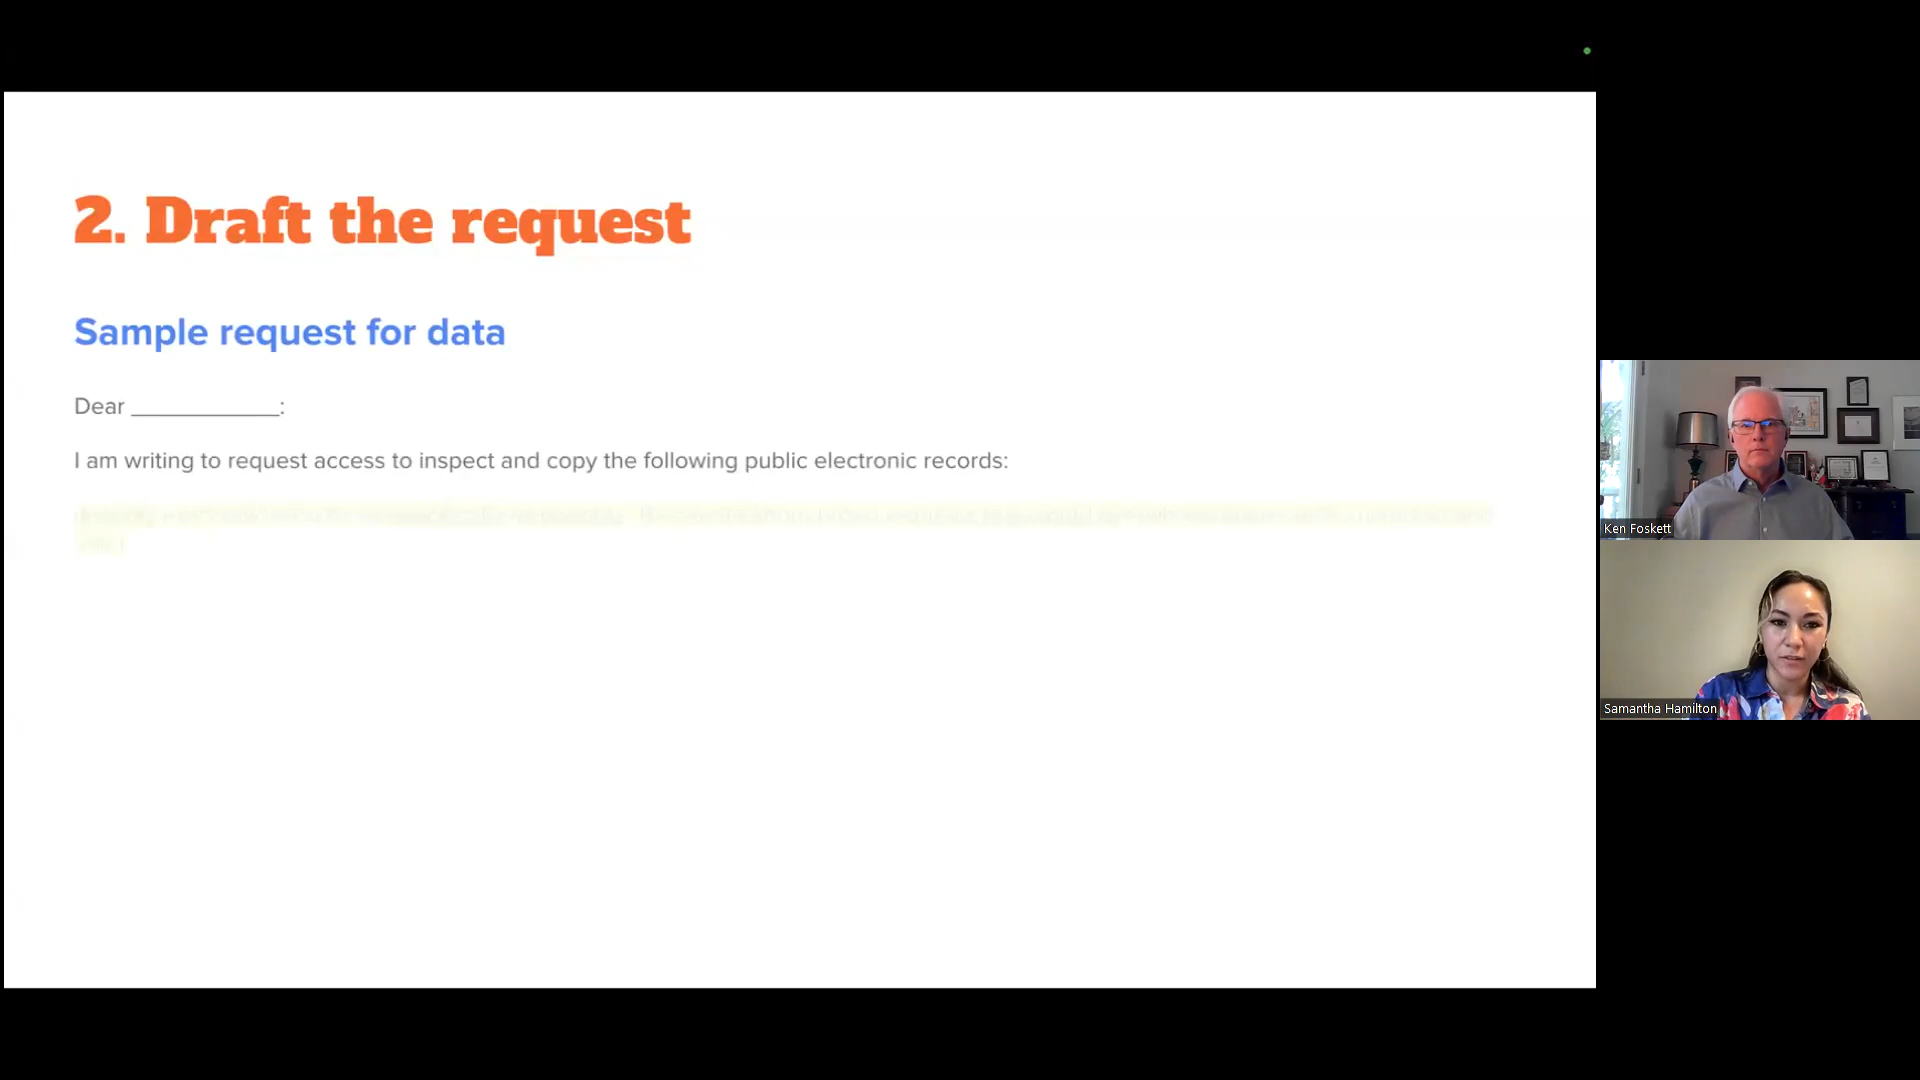 2. Draft the request
Sample request for data
Dear ___________:
I am writing to request access to inspect and copy the following public electronic records:
Ken Foskett
Samantha Hamilton